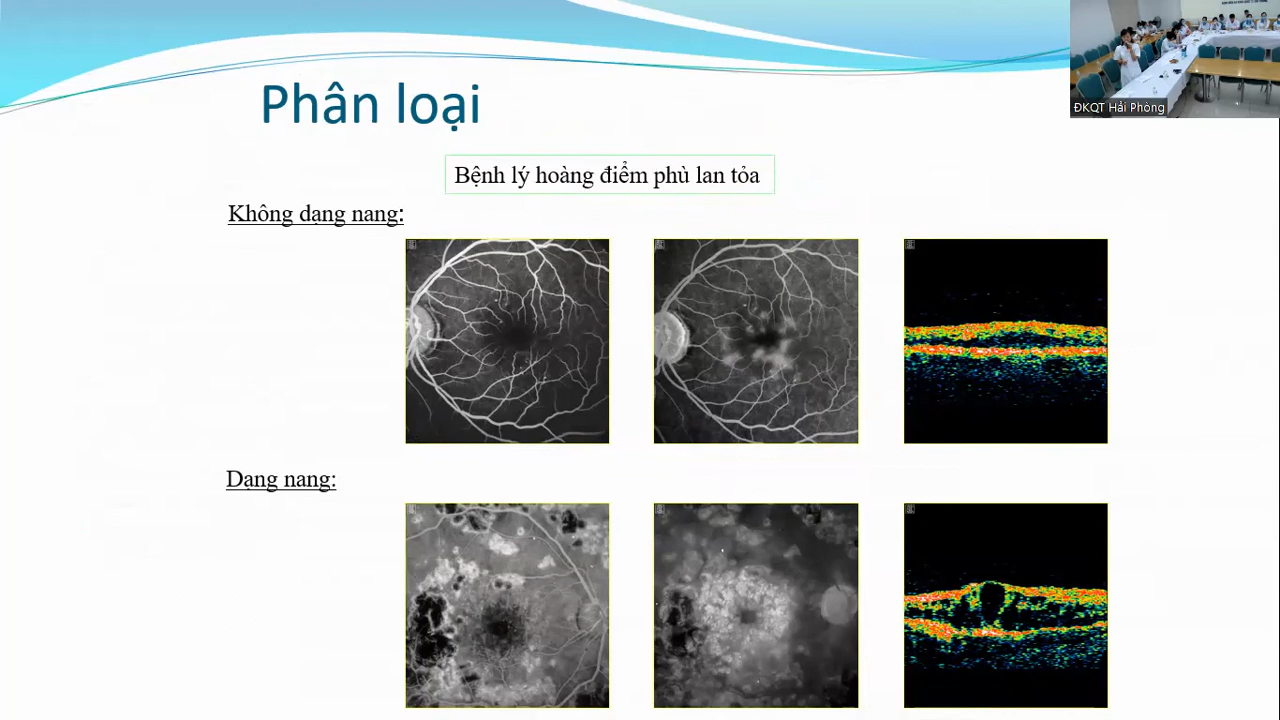 Phân loại
ĐKQT Hải Phòng
Bệnh lý hoàng điểm phù lan tỏa
Không dạng nang:
Dạng nang: